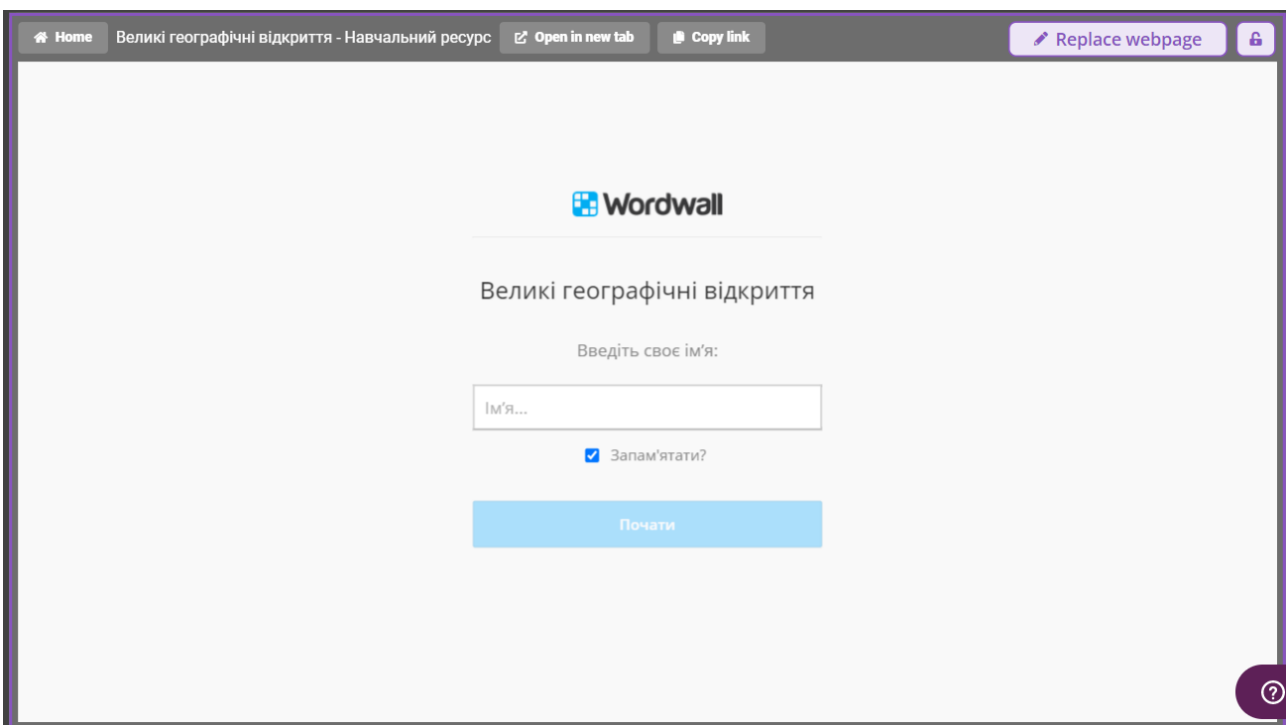 Home Великі географічні відкриття - Навчальний ресурс Open in new tab Copy link Replace webpage
Wordwall
Великі географічні відкриття
Введіть своє ім'я:
Ім'я...
Запам'ятати?
Почати